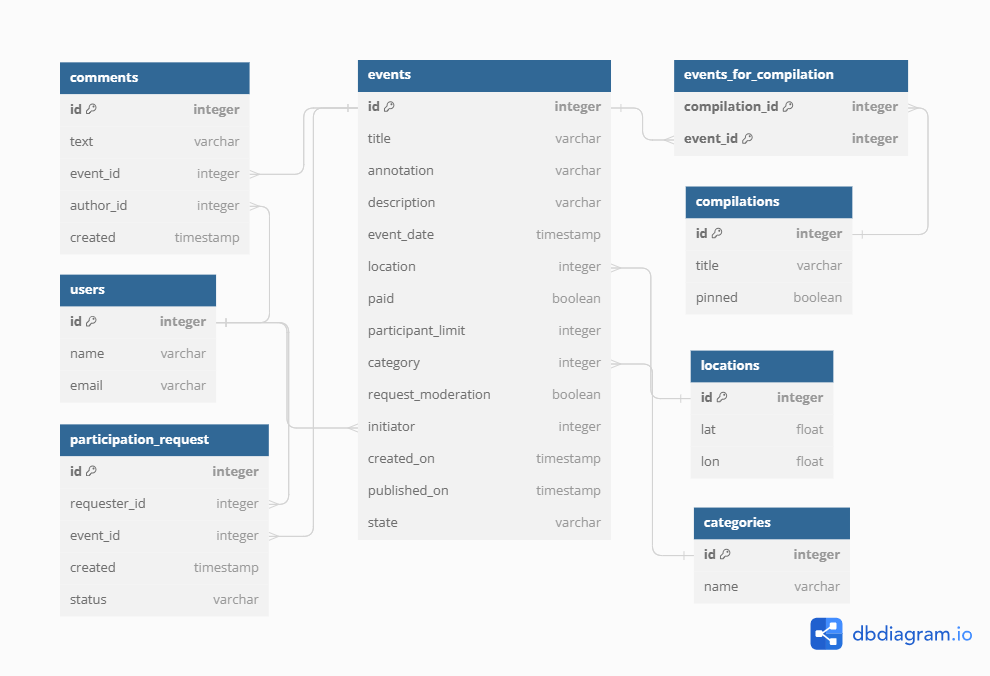 comments
id integer
text varchar
event_id integer
author_id integer
created timestamp
users
id integer
name varchar
email varchar
participation_request
id integer
requester_id integer
event_id integer
created timestamp
status varchar
events
id integer
title varchar
annotation varchar
description varchar
event_date timestamp
location integer
paid boolean
participant_limit integer
category integer
request_moderation boolean
initiator integer
created_on timestamp
published_on timestamp
state varchar
events_for_compilation
compilation_id integer
event_id integer
compilations
id integer
title varchar
pinned boolean
locations
id integer
lat float
lon float
categories
id integer
name varchar
dbdiagram.io